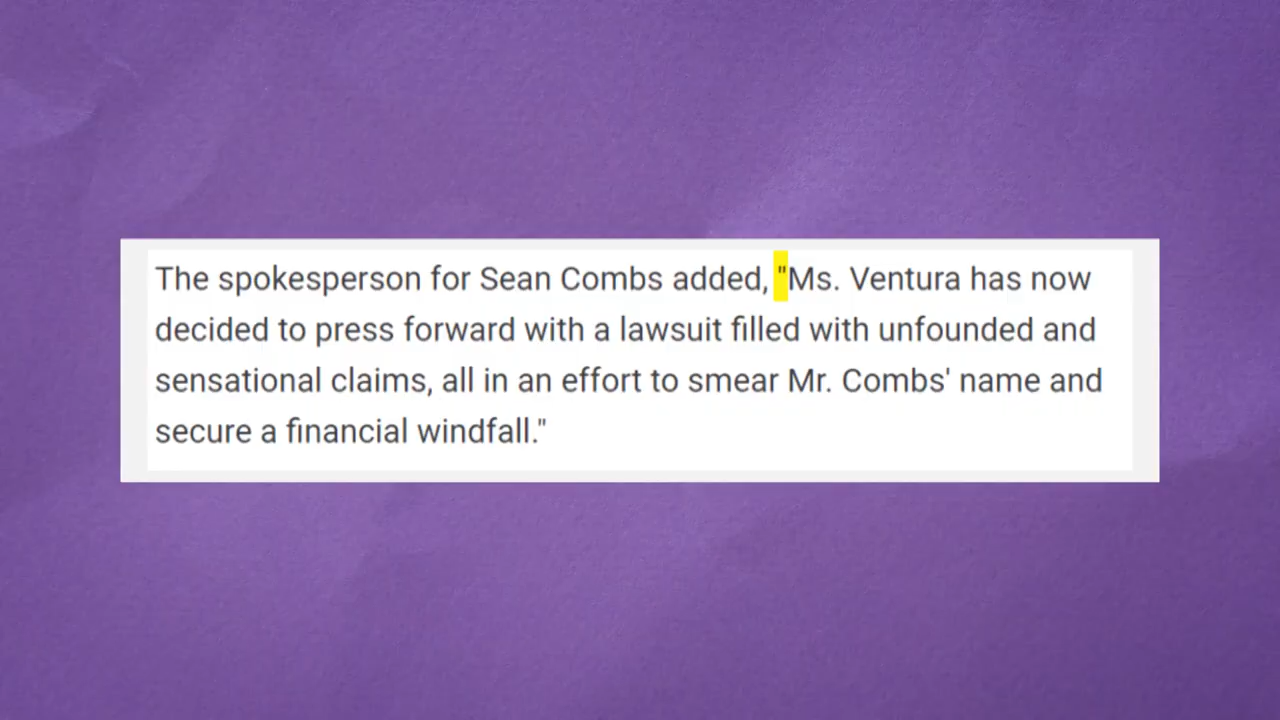 The spokesperson for Sean Combs added, "Ms. Ventura has now
decided to press forward with a lawsuit filled with unfounded and
sensational claims, all in an effort to smear Mr. Combs' name and
secure a financial windfall."